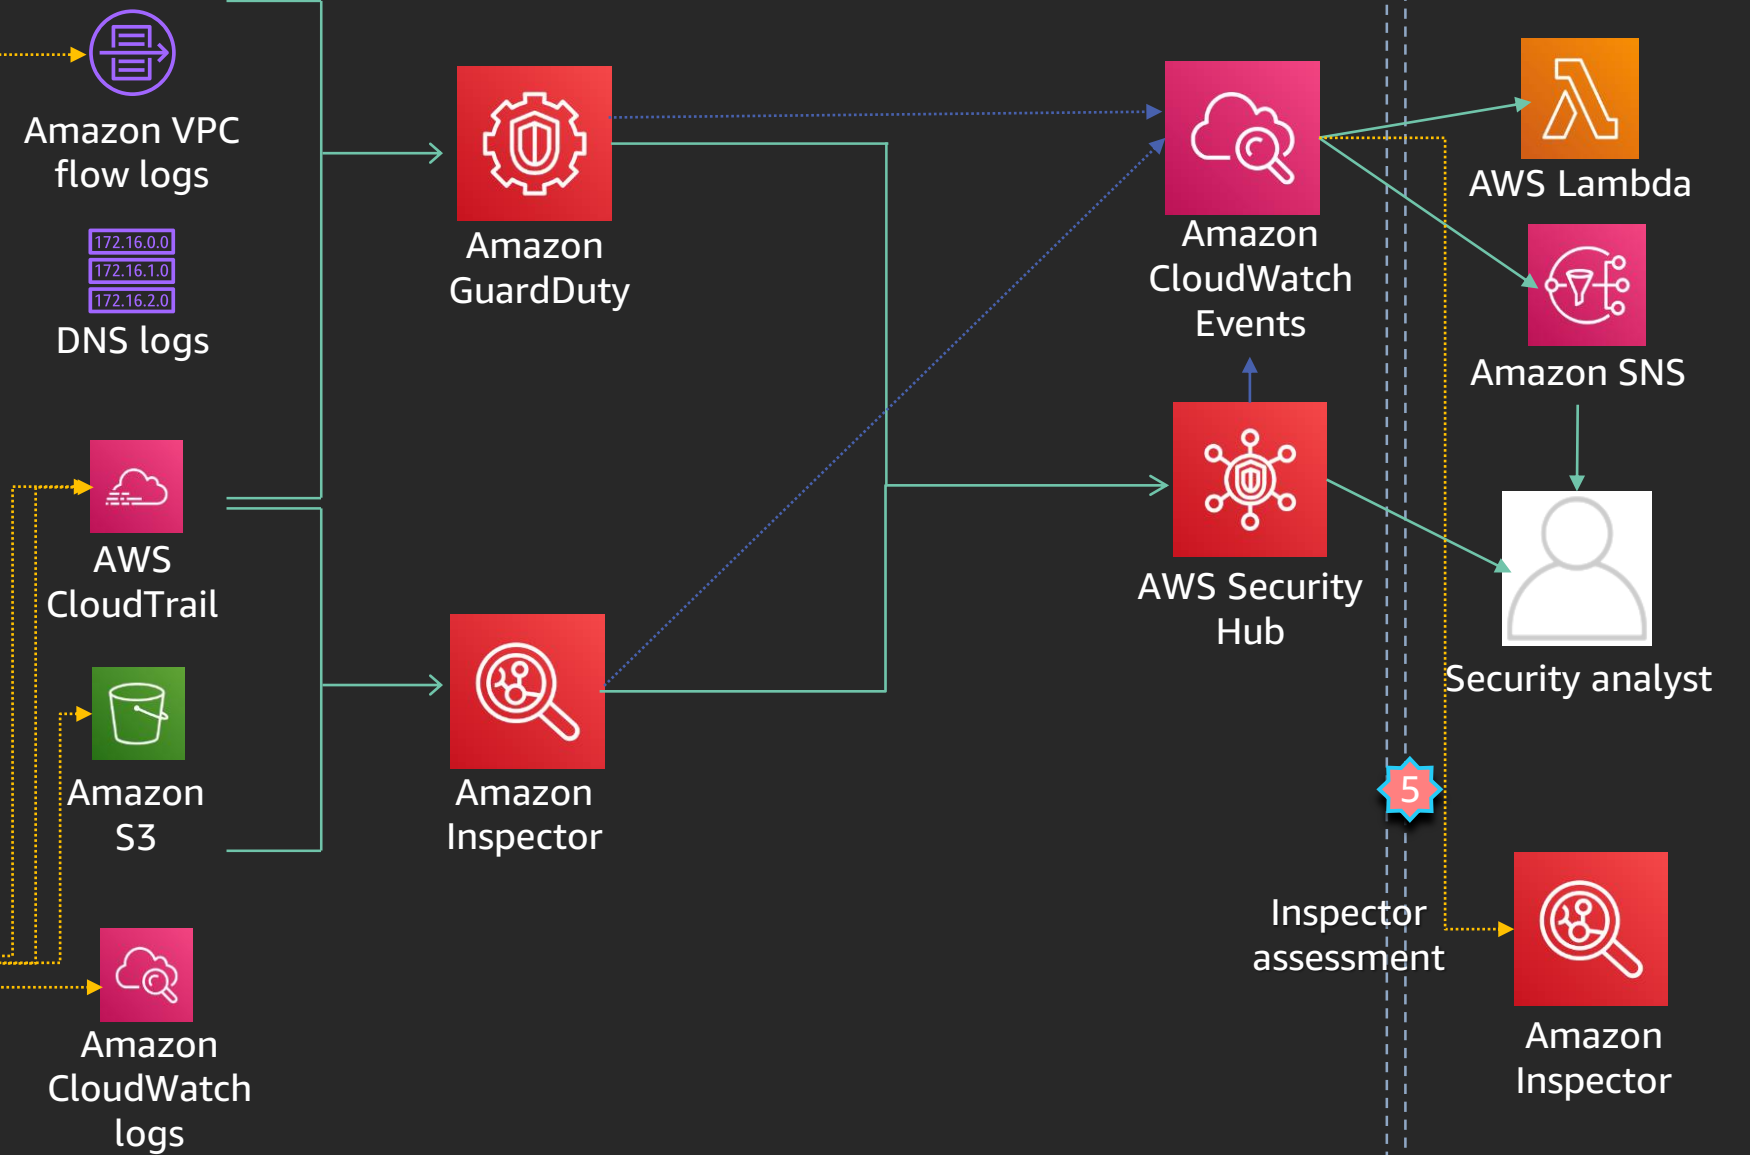 Amazon VPC
flow logs
172.16.0.0
172.16.1.0
172.16.2.0
DNS logs
AWS
CloudTrail
Amazon
S3
Amazon
CloudWatch
logs
Amazon
GuardDuty
Amazon
Inspector
Amazon
CloudWatch
Events
AWS Security
Hub
AWS Lambda
Amazon SNS
Security analyst
5
Inspector
assessment
Amazon
Inspector